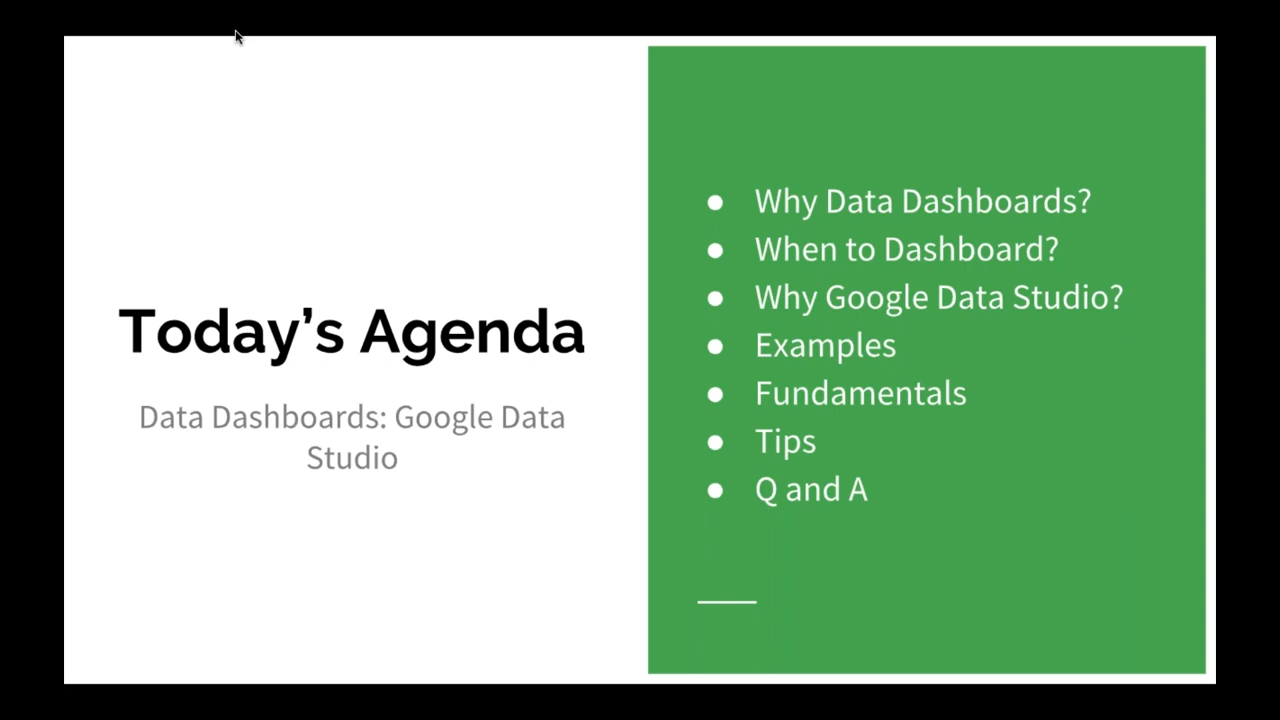 Today’s Agenda
Data Dashboards: Google Data
Studio
● Why Data Dashboards?
● When to Dashboard?
● Why Google Data Studio?
● Examples
● Fundamentals
● Tips
● Q and A